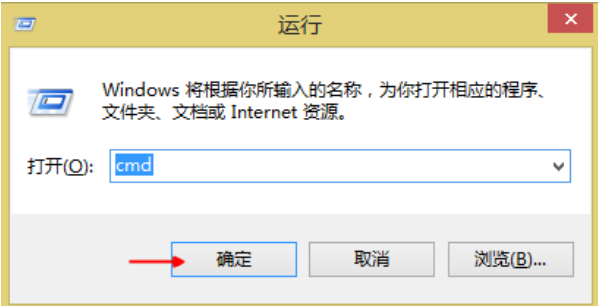 运行
Windows 将根据你所输入的名称，为你打开相应的程序、
文件夹、文档或 Internet 资源。
打开(O): cmd
确定 取消 浏览(B)...